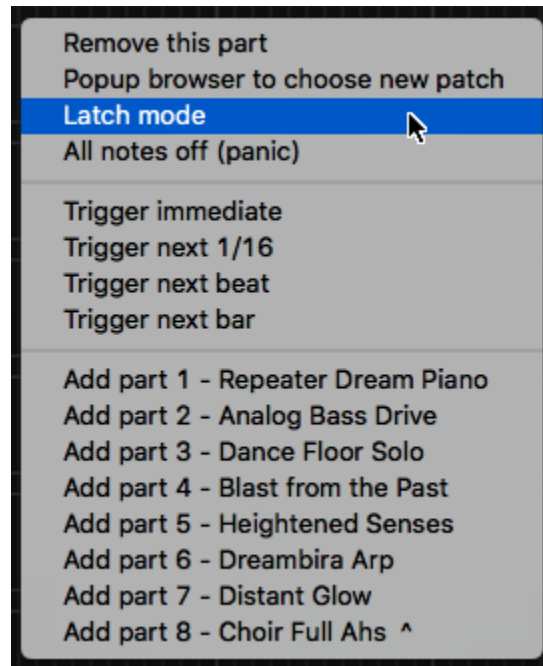 Remove this part
Popup browser to choose new patch
Latch mode
All notes off (panic)
Trigger immediate
Trigger next 1/16
Trigger next beat
Trigger next bar
Add part 1 - Repeater Dream Piano
Add part 2 - Analog Bass Drive
Add part 3 - Dance Floor Solo
Add part 4 - Blast from the Past
Add part 5 - Heightened Senses
Add part 6 - Dreambira Arp
Add part 7 - Distant Glow
Add part 8 - Choir Full Ahs ^